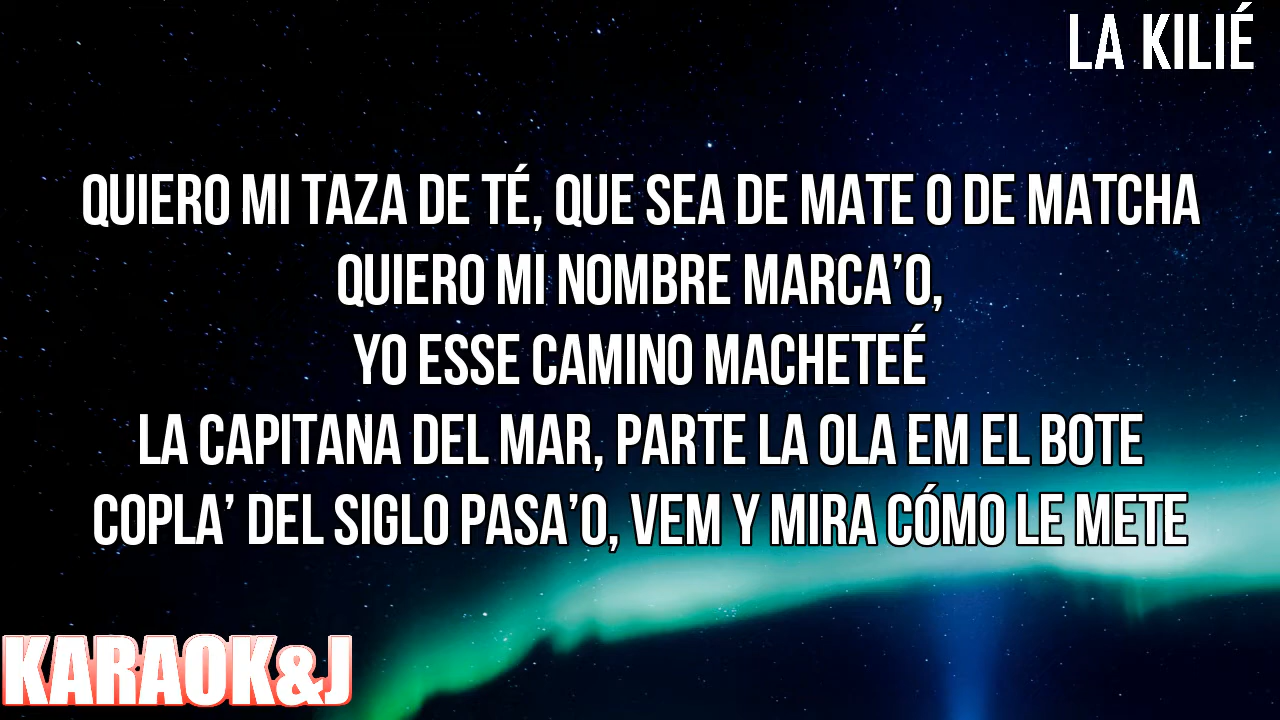 LA KILIÉ
QUIERO MI TAZA DE TÉ, QUE SEA DE MATE O DE MATCHA
QUIERO MI NOMBRE MARCA’O,
YO ESSE CAMINO MACHETEÉ
LA CAPITANA DEL MAR, PARTE LA OLA EM EL BOTE
COPLA’ DEL SIGLO PASA’O, VEM Y MIRA CÓMO LE METE
KARAOK&J